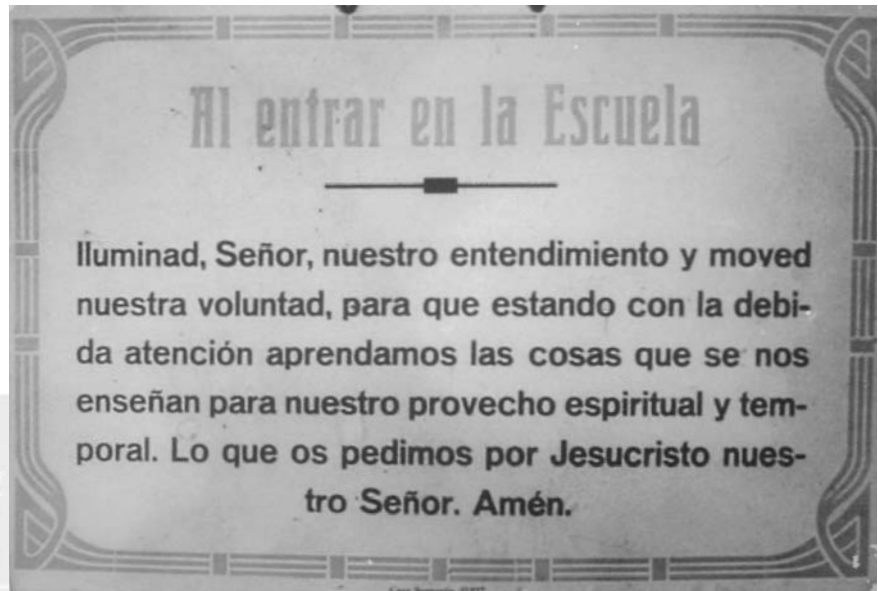 Al entrar en la Escuela
Iluminad, Señor, nuestro entendimiento y moved
nuestra voluntad, para que estando con la debi-
da atención aprendamos las cosas que se nos
enseñan para nuestro provecho espiritual y tem-
poral. Lo que os pedimos por Jesucristo nues-
tro Señor. Amén.